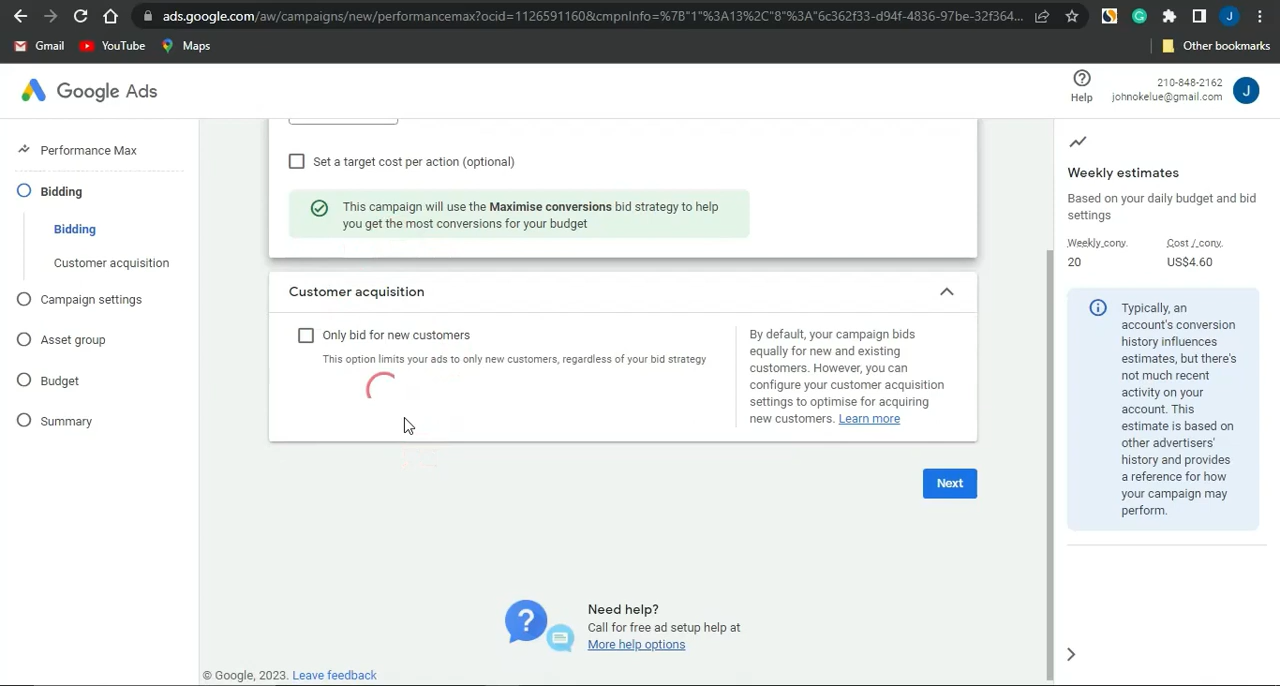 ads.google.com/aw/campaigns/new/performancemax?ocid=1126591160&cmpnInfo=%7B"1"%3A13%2C"8"%3A"6c362f33-d94f-4836-97be-32f364...
J
Gmail
YouTube
Maps
Other bookmarks
Google Ads
Help
210-848-2162
johnokelue@gmail.com
J
Performance Max
Bidding
Bidding
Customer acquisition
Campaign settings
Asset group
Budget
Summary
Set a target cost per action (optional)
This campaign will use the Maximise conversions bid strategy to help
you get the most conversions for your budget
Customer acquisition
Only bid for new customers
This option limits your ads to only new customers, regardless of your bid strategy
By default, your campaign bids
equally for new and existing
customers. However, you can
configure your customer acquisition
settings to optimise for acquiring
new customers. Learn more
Next
Need help?
Call for free ad setup help at
More help options
© Google, 2023. Leave feedback
Weekly estimates
Based on your daily budget and bid
settings
Weekly conv.
20
Cost / conv.
US$4.60
Typically, an
account's conversion
history influences
estimates, but there's
not much recent
activity on your
account. This
estimate is based on
other advertisers'
history and provides
a reference for how
your campaign may
perform.